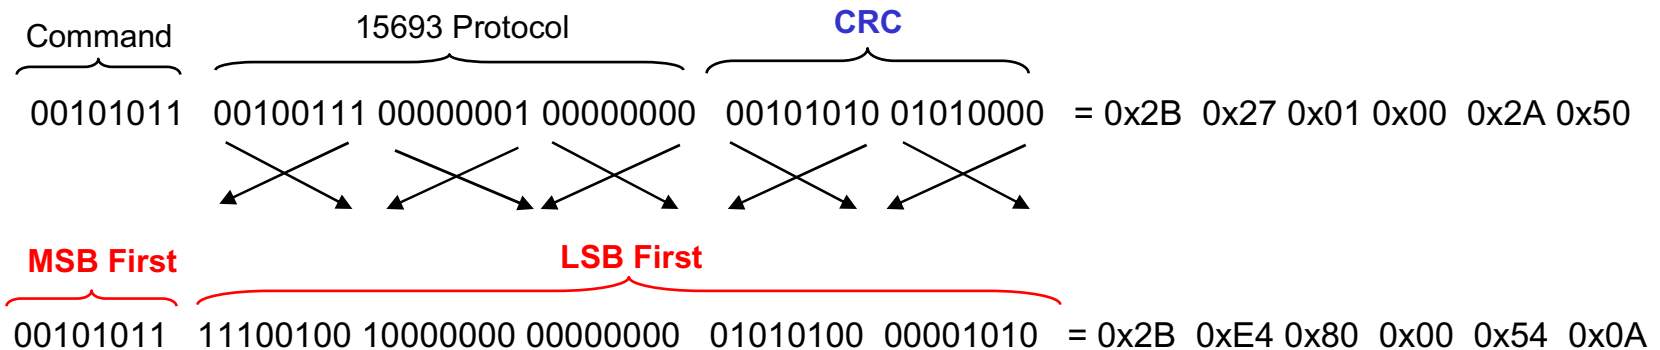 Command 15693 Protocol CRC
00101011 00100111 00000001 00000000 00101010 01010000 = 0x2B 0x27 0x01 0x00 0x2A 0x50
MSB First LSB First
00101011 11100100 10000000 00000000 01010100 00001010 = 0x2B 0xE4 0x80 0x00 0x54 0x0A